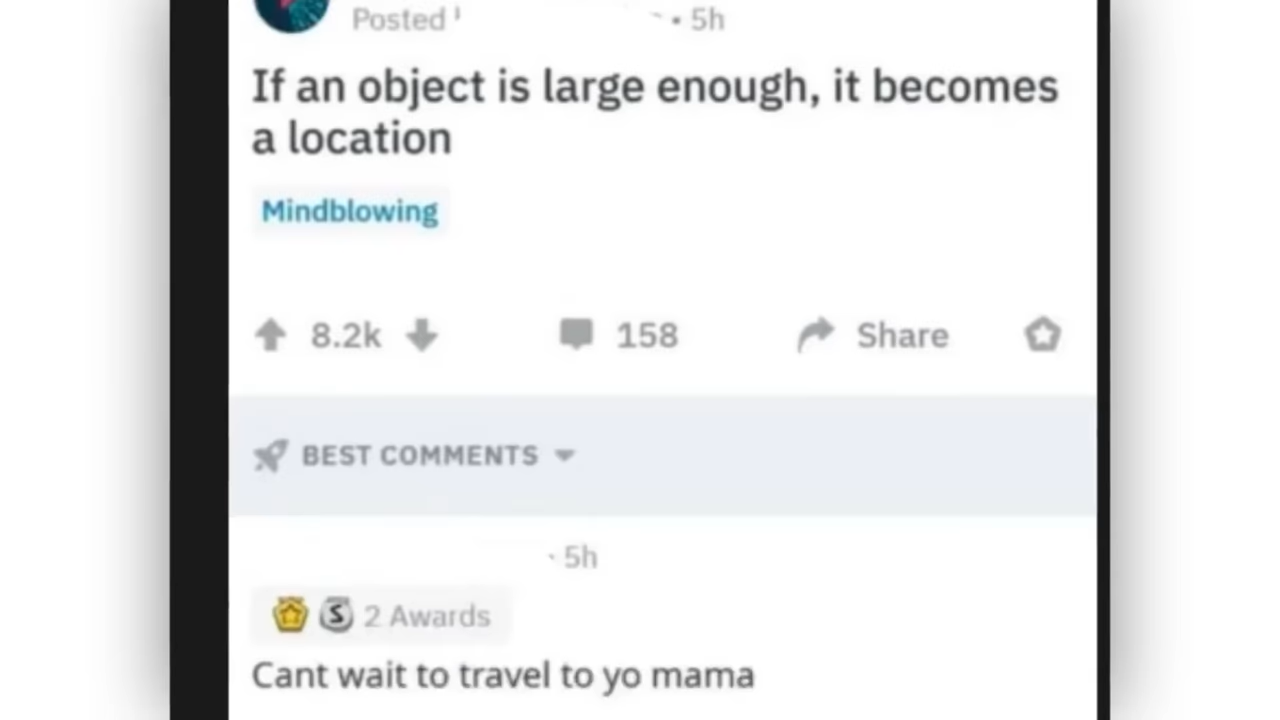 Posted
• 5h
If an object is large enough, it becomes
a location
Mindblowing
8.2k
158
Share
BEST COMMENTS
· 5h
2 Awards
Cant wait to travel to yo mama